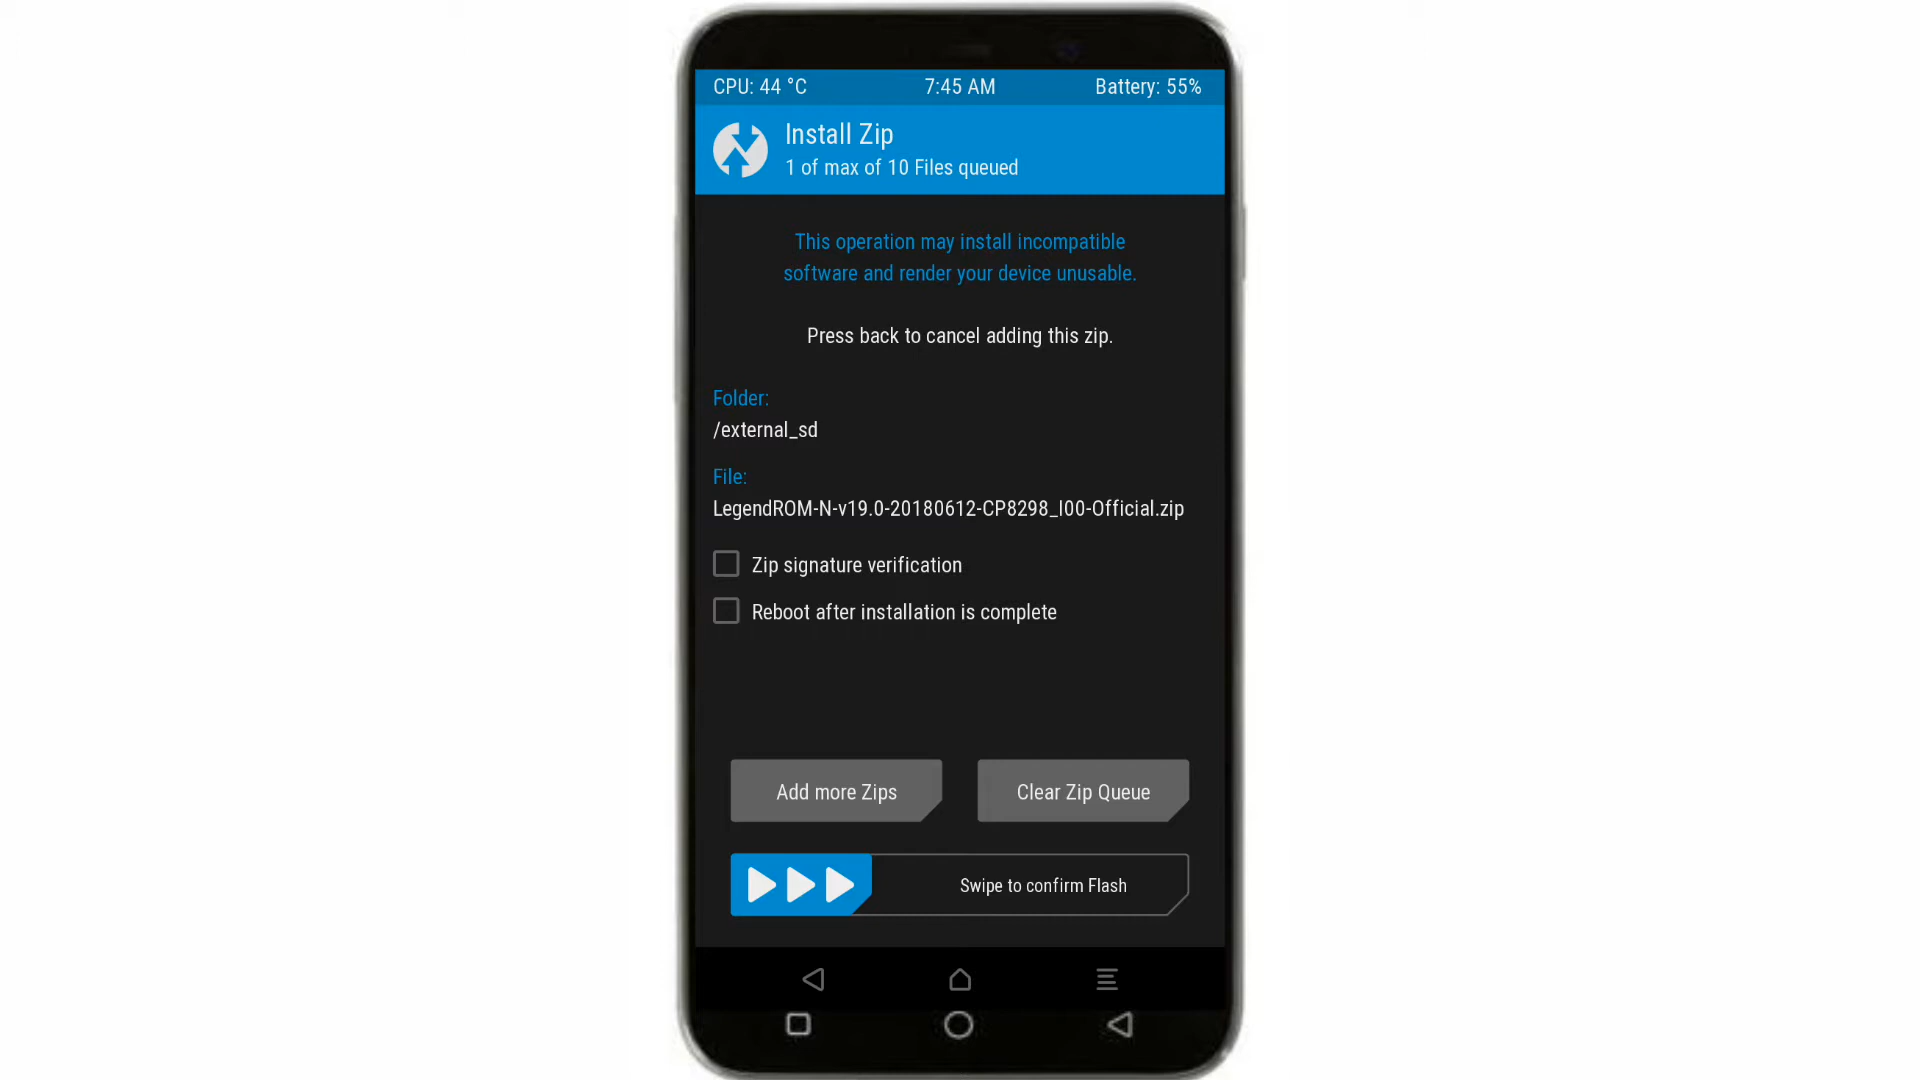 CPU: 44 °C
7:45 AM
Battery: 55%
Install Zip
1 of max of 10 Files queued
This operation may install incompatible
software and render your device unusable.
Press back to cancel adding this zip.
Folder:
/external_sd
File:
LegendROM-N-v19.0-20180612-CP8298_I00-Official.zip
Zip signature verification
Reboot after installation is complete
Add more Zips
Clear Zip Queue
Swipe to confirm Flash